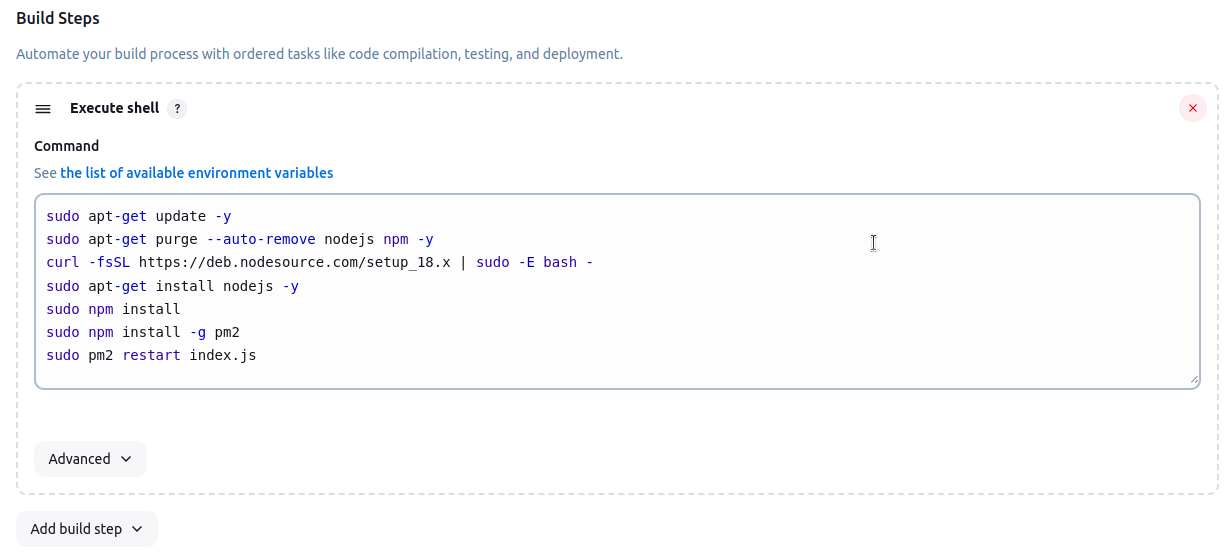 Build Steps
Automate your build process with ordered tasks like code compilation, testing, and deployment.
Execute shell ?
Command
See the list of available environment variables
sudo apt-get update -y
sudo apt-get purge --auto-remove nodejs npm -y
curl -fsSL https://deb.nodesource.com/setup_18.x | sudo -E bash -
sudo apt-get install nodejs -y
sudo npm install
sudo npm install -g pm2
sudo pm2 restart index.js
Advanced
Add build step